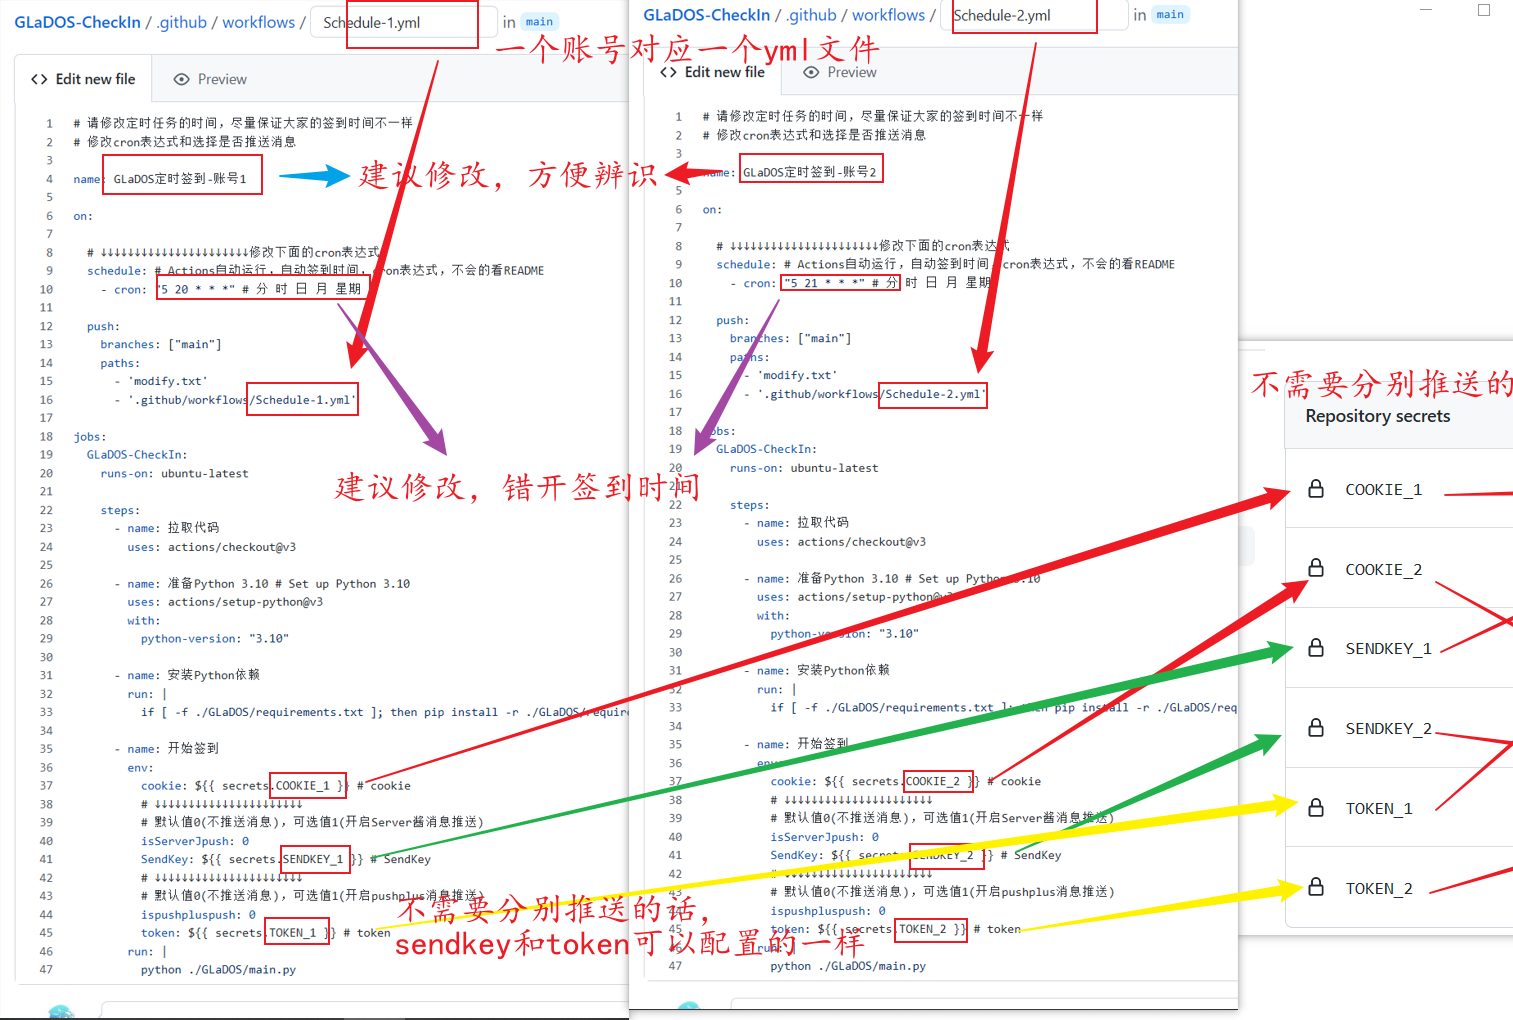 GLaDOS-CheckIn / .github / workflows / Schedule-1.yml in main
一个账号对应一个yml文件
Edit new file Preview
1 # 请修改定时任务的时间，尽量保证大家的签到时间不一样
2 # 修改cron表达式和选择是否推送消息
3
4 name: GLaDOS定时签到-账号1
建议修改，方便辨识
5
6 on:
7
8 # ↓↓↓↓↓↓↓↓↓↓↓↓↓↓↓↓↓↓↓↓↓↓修改下面的cron表达式
9 schedule: # Actions自动运行，自动签到时间，cron表达式，不会的看README
10 - cron: "5 20 * * *" # 分 时 日 月 星期
11
12 push:
13 branches: ["main"]
14 paths:
15 - 'modify.txt'
16 - '.github/workflows/Schedule-1.yml'
17
18 jobs:
19 GLaDOS-CheckIn:
20 runs-on: ubuntu-latest
建议修改，错开签到时间
21
22 steps:
23 - name: 拉取代码
24 uses: actions/checkout@v3
25
26 - name: 准备Python 3.10 # Set up Python 3.10
27 uses: actions/setup-python@v3
28 with:
29 python-version: "3.10"
30
31 - name: 安装Python依赖
32 run: |
33 if [ -f ./GLaDOS/requirements.txt ]; then pip install -r ./GLaDOS/require
34
35 - name: 开始签到
36 env:
37 cookie: ${{ secrets.COOKIE_1 }} # cookie
38 # ↓↓↓↓↓↓↓↓↓↓↓↓↓↓↓↓↓↓↓↓↓↓
39 # 默认值0(不推送消息)，可选值1(开启Server酱消息推送)
40 isServerJpush: 0
41 SendKey: ${{ secrets.SENDKEY_1 }} # SendKey
42 # ↓↓↓↓↓↓↓↓↓↓↓↓↓↓↓↓↓↓↓↓↓↓
43 # 默认值0(不推送消息)，可选值1(开启pushplus消息推送)
44 ispushpluspush: 0
45 token: ${{ secrets.TOKEN_1 }} # token
46 run: |
47 python ./GLaDOS/main.py
不需要分别推送的话，
sendkey和token可以配置的一样
GLaDOS-CheckIn / .github / workflows / Schedule-2.yml in main
Edit new file Preview
1 # 请修改定时任务的时间，尽量保证大家的签到时间不一样
2 # 修改cron表达式和选择是否推送消息
3
name: GLaDOS定时签到-账号2
5
6 on:
7
8 # ↓↓↓↓↓↓↓↓↓↓↓↓↓↓↓↓↓↓↓↓↓↓修改下面的cron表达式
9 schedule: # Actions自动运行，自动签到时间，cron表达式，不会的看README
10 - cron: "5 21 * * *" # 分 时 日 月 星期
11
12 push:
13 branches: ["main"]
14 paths:
15 - 'modify.txt'
16 - '.github/workflows/Schedule-2.yml'
17
18 jobs:
19 GLaDOS-CheckIn:
20 runs-on: ubuntu-latest
21
22 steps:
23 - name: 拉取代码
24 uses: actions/checkout@v3
25
26 - name: 准备Python 3.10 # Set up Python 3.10
27 uses: actions/setup-python@v3
28 with:
29 python-version: "3.10"
30
31 - name: 安装Python依赖
32 run: |
33 if [ -f ./GLaDOS/requirements.txt ]; then pip install -r ./GLaDOS/req
34
35 - name: 开始签到
36 env:
37 cookie: ${{ secrets.COOKIE_2 }} # cookie
38 # ↓↓↓↓↓↓↓↓↓↓↓↓↓↓↓↓↓↓↓↓↓↓
39 # 默认值0(不推送消息)，可选值1(开启Server酱消息推送)
40 isServerJpush: 0
41 SendKey: ${{ secrets.SENDKEY_2 }} # SendKey
42 # ↓↓↓↓↓↓↓↓↓↓↓↓↓↓↓↓↓↓↓↓↓↓
43 # 默认值0(不推送消息)，可选值1(开启pushplus消息推送)
44 ispushpluspush: 0
45 token: ${{ secrets.TOKEN_2 }} # token
46 run: |
47 python ./GLaDOS/main.py
不需要分别推送的
Repository secrets
COOKIE_1
COOKIE_2
SENDKEY_1
SENDKEY_2
TOKEN_1
TOKEN_2